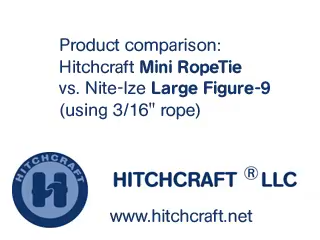 Product comparison:
Hitchcraft Mini RopeTie
vs. Nite-Ize Large Figure-9
(using 3/16" rope)
HITCHCRAFT
H
HITCHCRAFT ® LLC
www.hitchcraft.net